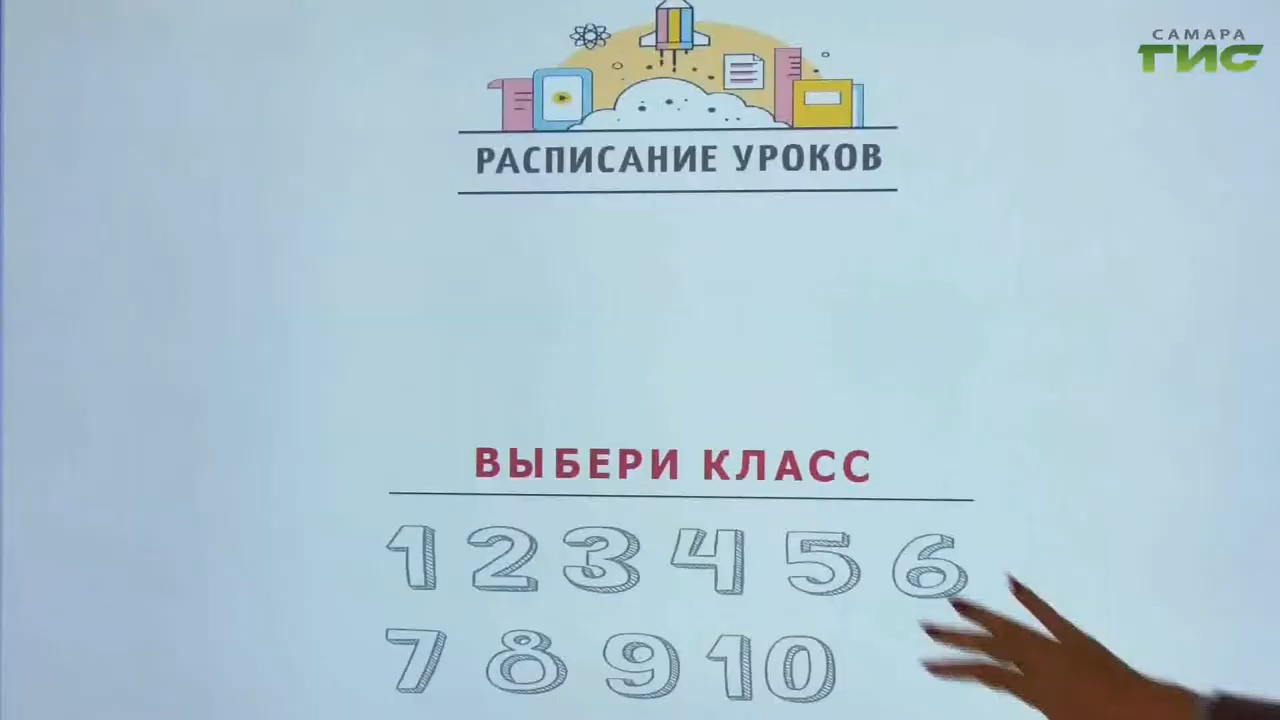 САМАРА
ГИС
РАСПИСАНИЕ УРОКОВ
ВЫБЕРИ КЛАСС
1 2 3 4 5 6
7 8 9 10